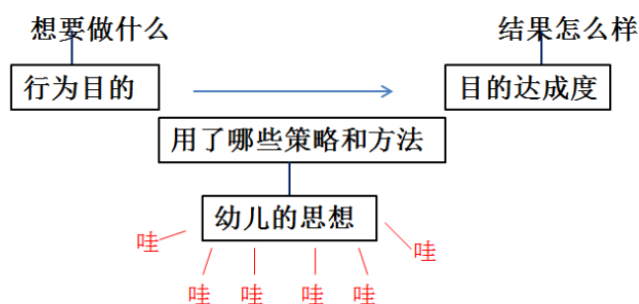 想要做什么
结果怎么样
行为目的
目的达成度
用了哪些策略和方法
幼儿的思想
哇
哇
哇
哇
哇
哇